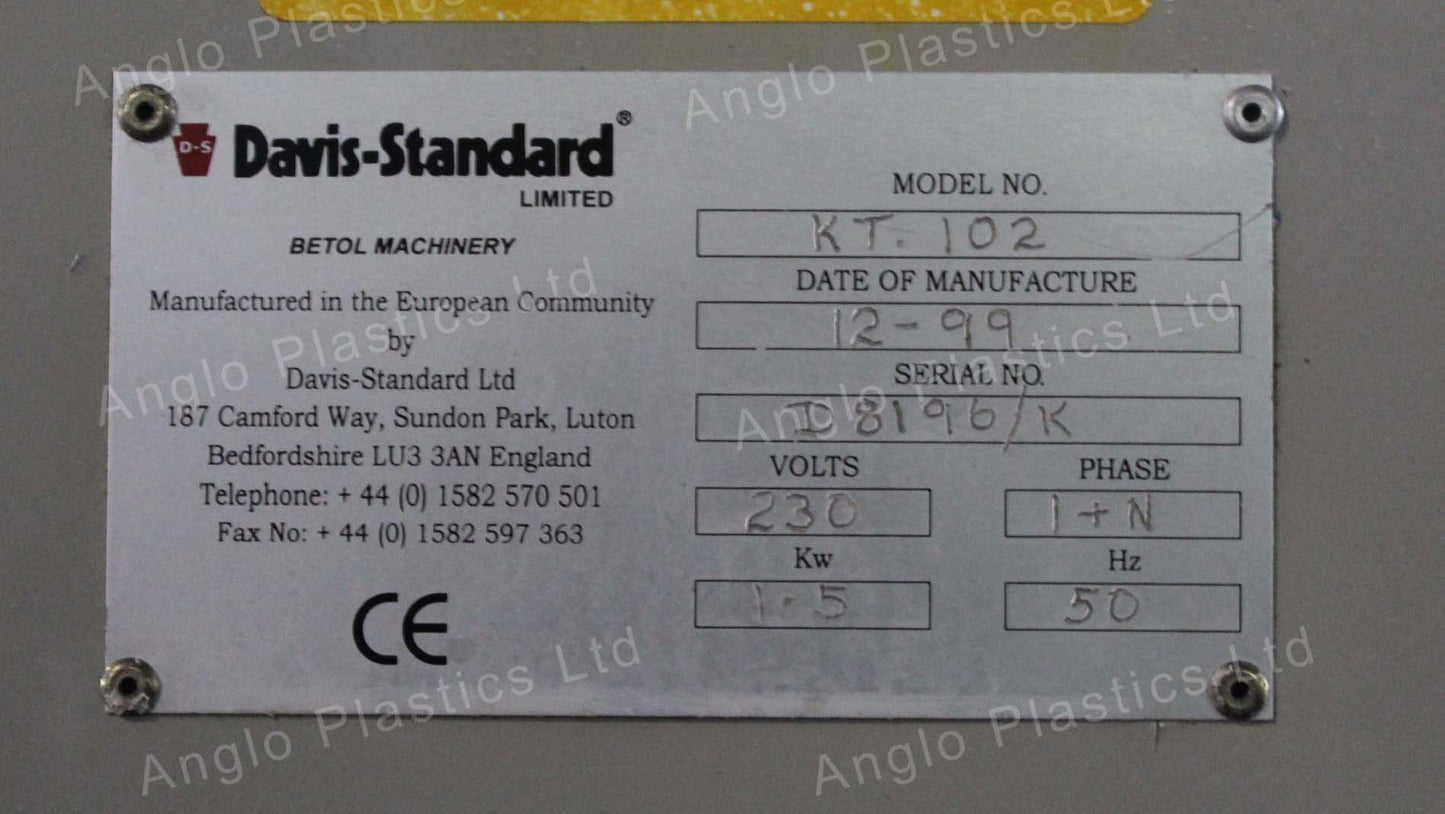 Anglo Plastics Ltd
Anglo Plastics Ltd
D-S Davis-Standard®
LIMITED
BETOL MACHINERY
Manufactured in the European Community
by
Davis-Standard Ltd
187 Camford Way, Sundon Park, Luton
Bedfordshire LU3 3AN England
Telephone: + 44 (0) 1582 570 501
Fax No: + 44 (0) 1582 597 363
CE
MODEL NO.
KT. 102
DATE OF MANUFACTURE
12-99
SERIAL NO.
D8196/K
VOLTS PHASE
230 1+N
Kw Hz
1.5 50
Anglo Plastics Ltd
Anglo Plastics Ltd
Anglo Plastics Ltd
Anglo Plastics Ltd